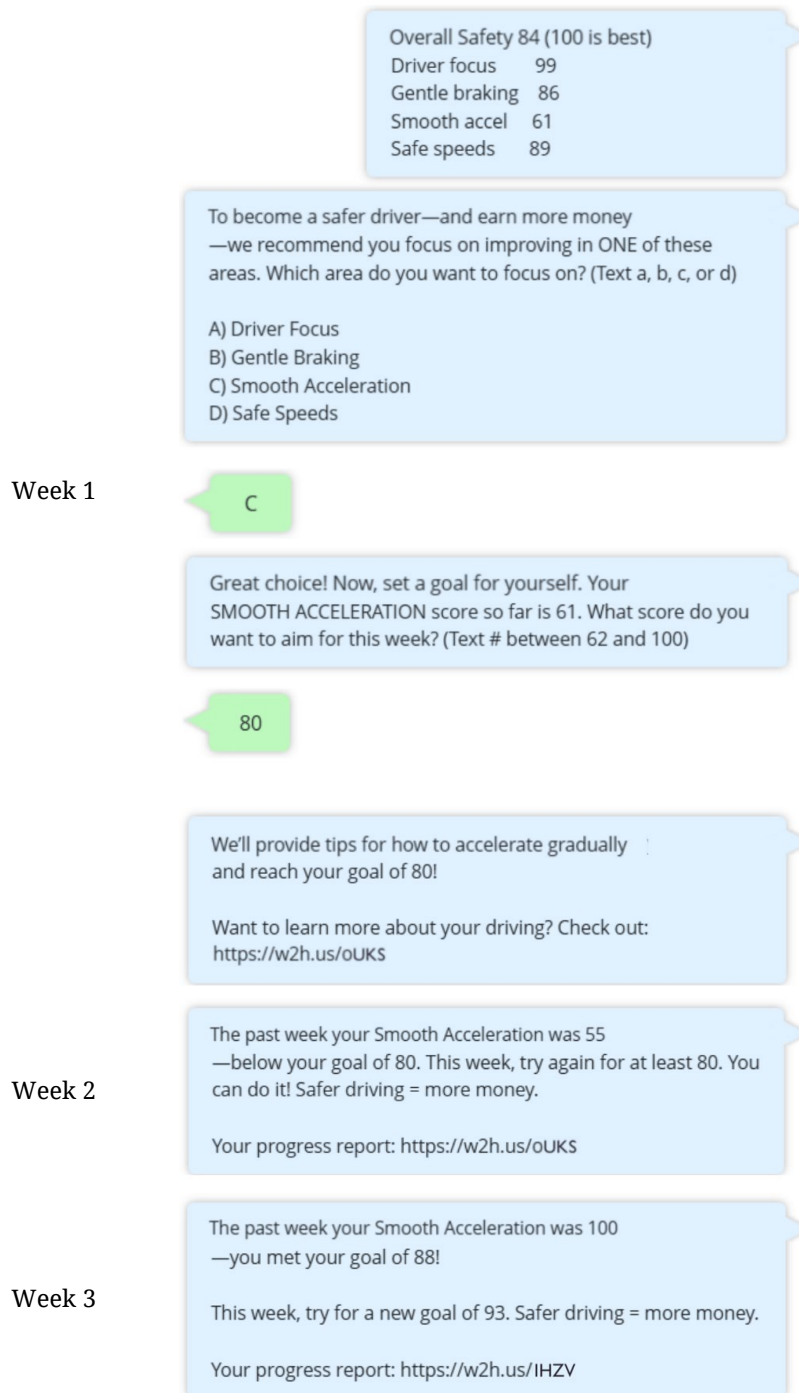 Overall Safety 84 (100 is best)
Driver focus 99
Gentle braking 86
Smooth accel 61
Safe speeds 89
To become a safer driver—and earn more money
—we recommend you focus on improving in ONE of these
areas. Which area do you want to focus on? (Text a, b, c, or d)
A) Driver Focus
B) Gentle Braking
C) Smooth Acceleration
D) Safe Speeds
Week 1
C
Great choice! Now, set a goal for yourself. Your
SMOOTH ACCELERATION score so far is 61. What score do you
want to aim for this week? (Text # between 62 and 100)
80
We'll provide tips for how to accelerate gradually
and reach your goal of 80!
Want to learn more about your driving? Check out:
https://w2h.us/oUKS
The past week your Smooth Acceleration was 55
—below your goal of 80. This week, try again for at least 80. You
Week 2
can do it! Safer driving = more money.
Your progress report: https://w2h.us/oUKS
The past week your Smooth Acceleration was 100
—you met your goal of 88!
Week 3
This week, try for a new goal of 93. Safer driving = more money.
Your progress report: https://w2h.us/IHZV